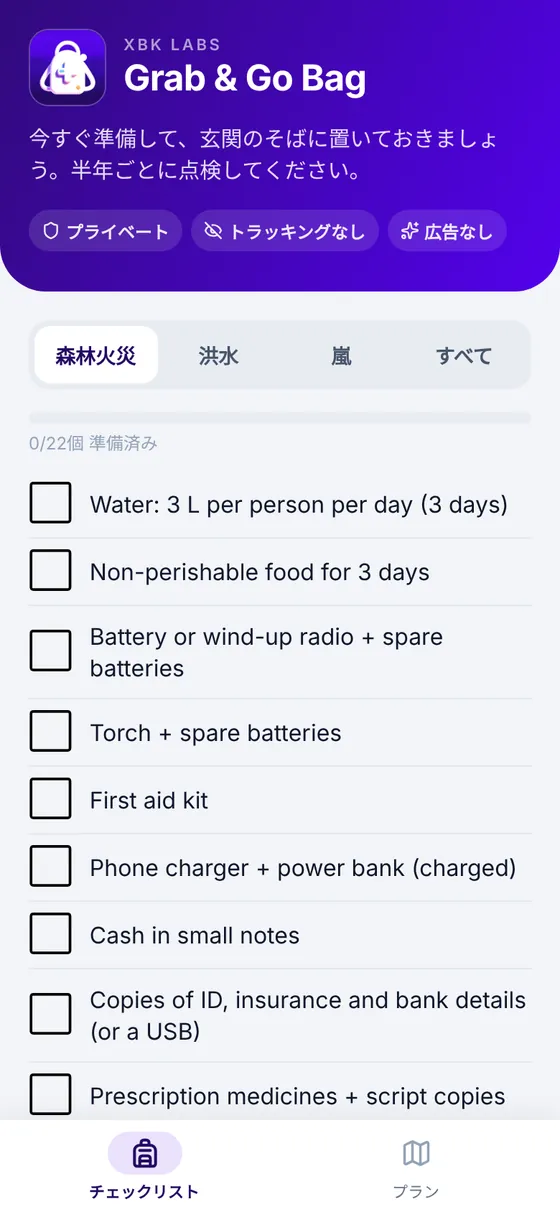 XBK LABS
Grab & Go Bag
今すぐ準備して、玄関のそばに置いておきましょ
う。半年ごとに点検してください。
プライベート
トラッキングなし
広告なし
森林火災
洪水
嵐
すべて
0/22個 準備済み
Water: 3 L per person per day (3 days)
Non-perishable food for 3 days
Battery or wind-up radio + spare
batteries
Torch + spare batteries
First aid kit
Phone charger + power bank (charged)
Cash in small notes
Copies of ID, insurance and bank details
(or a USB)
Prescription medicines + script copies
チェックリスト
プラン